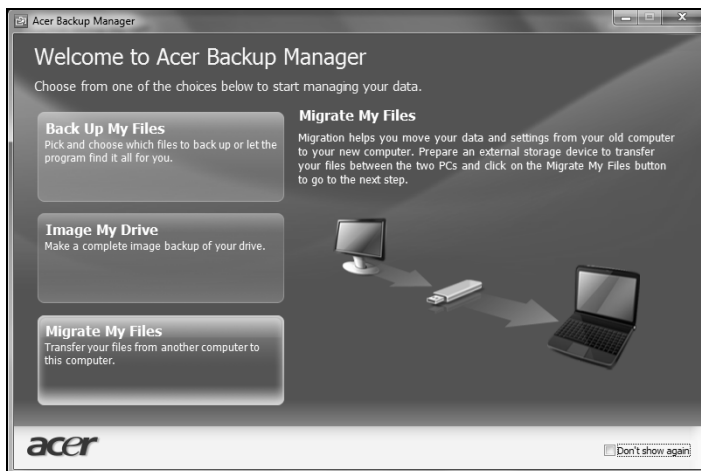 Acer Backup Manager
Welcome to Acer Backup Manager
Choose from one of the choices below to start managing your data.
Back Up My Files
Pick and choose which files to back up or let the
program find it all for you.
Image My Drive
Make a complete image backup of your drive.
Migrate My Files
Transfer your files from another computer to
this computer.
Migrate My Files
Migration helps you move your data and settings from your old computer
to your new computer. Prepare an external storage device to transfer
your files between the two PCs and click on the Migrate My Files button
to go to the next step.
acer
Don't show again